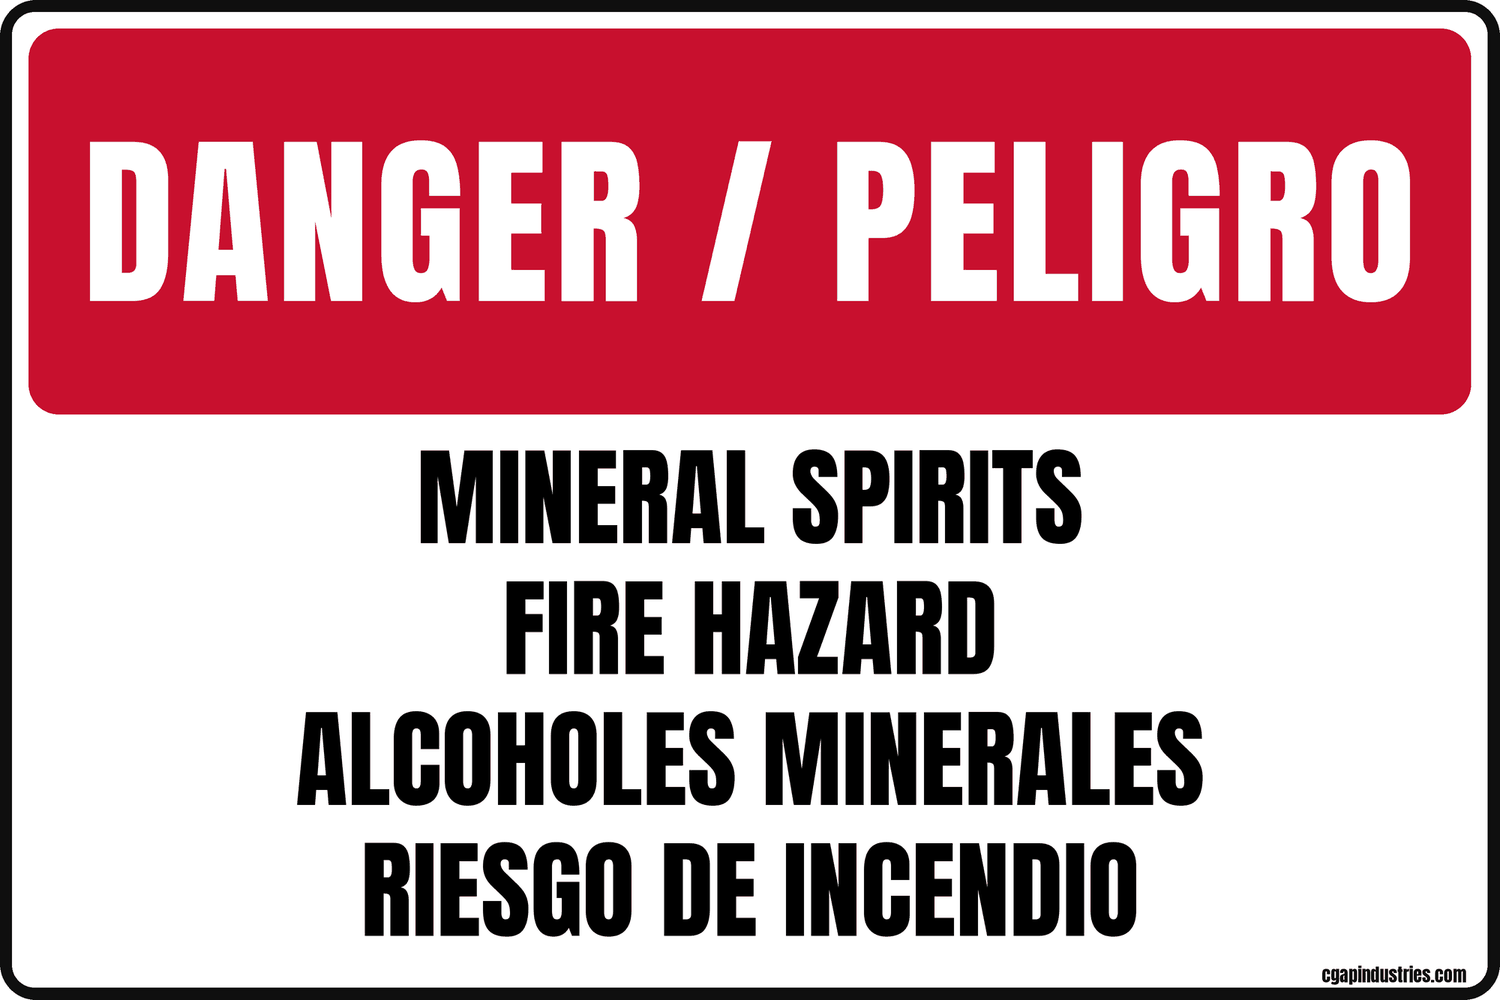 DANGER / PELIGRO
MINERAL SPIRITS
FIRE HAZARD
ALCOHOLES MINERALES
RIESGO DE INCENDIO
cgapindustries.com